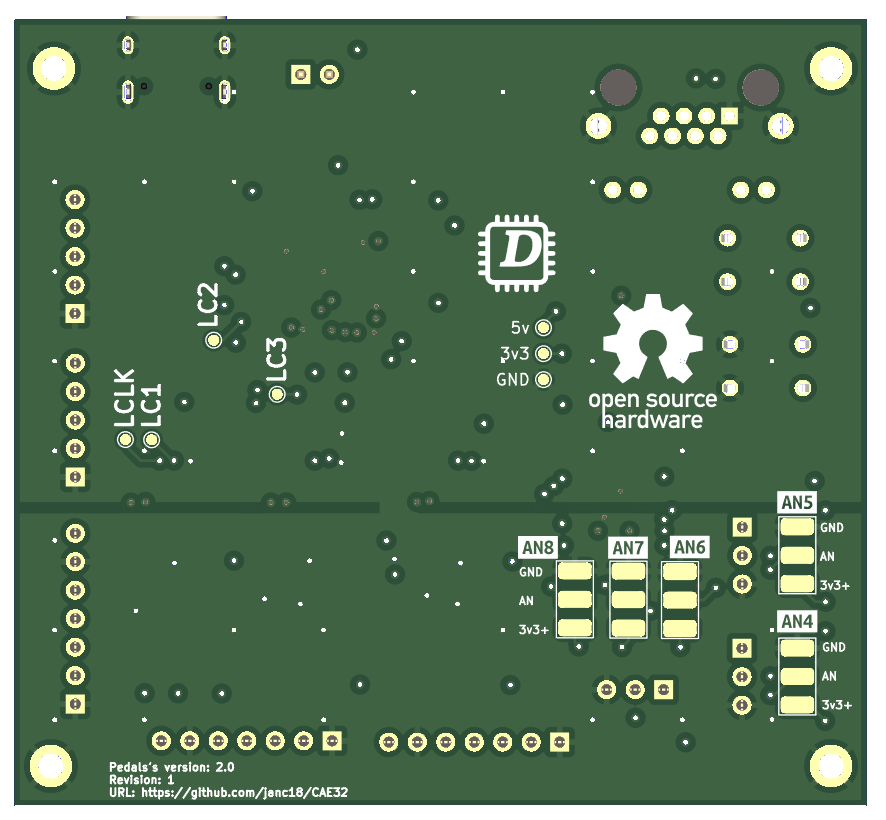 D
LC2
5v
3v3
GND
LC3
LCLK
LC1
open source
hardware
AN5
GND
AN
3v3+
AN8
AN7
AN6
GND
AN
3v3+
AN4
GND
AN
3v3+
Pedals's version: 2.0
Revision: 1
URL: https://github.com/jenc18/CAE32